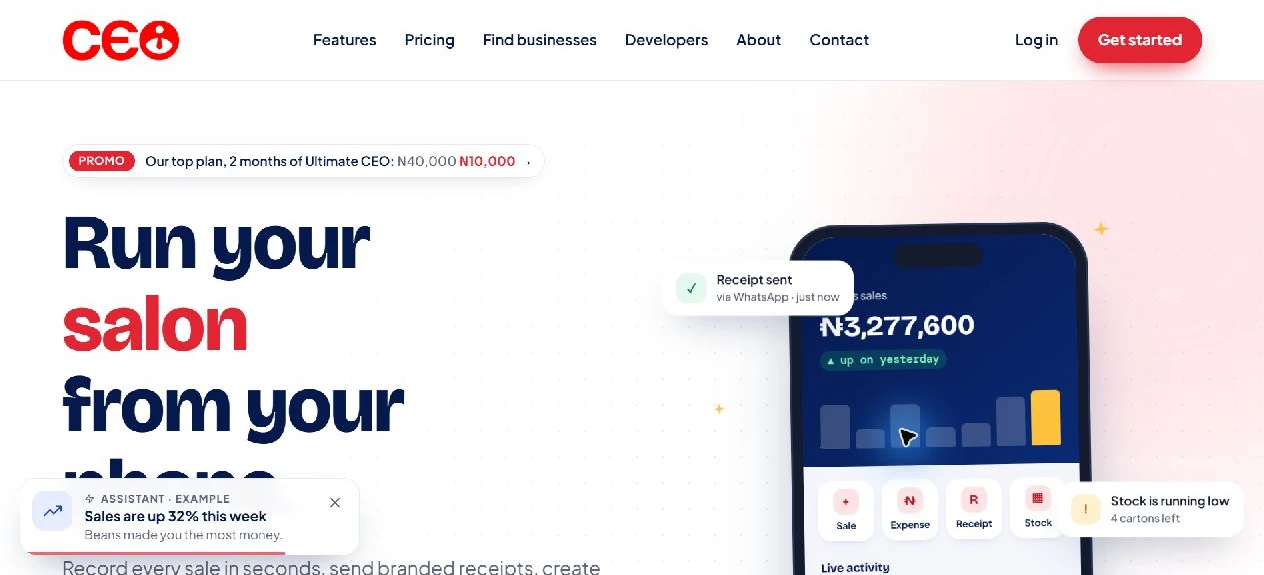 CEO
Features Pricing Find businesses Developers About Contact Log in Get started
PROMO Our top plan, 2 months of Ultimate CEO: ₦40,000 ₦10,000
Run your
salon
from your
phone
Record every sale in seconds, send branded receipts, create
ASSISTANT · EXAMPLE
Sales are up 32% this week
Beans made you the most money.
Receipt sent
via WhatsApp · just now
s sales
₦3,277,600
▲ up on yesterday
+ ₦ R
Sale Expense Receipt Stock
Live activity
! Stock is running low
4 cartons left